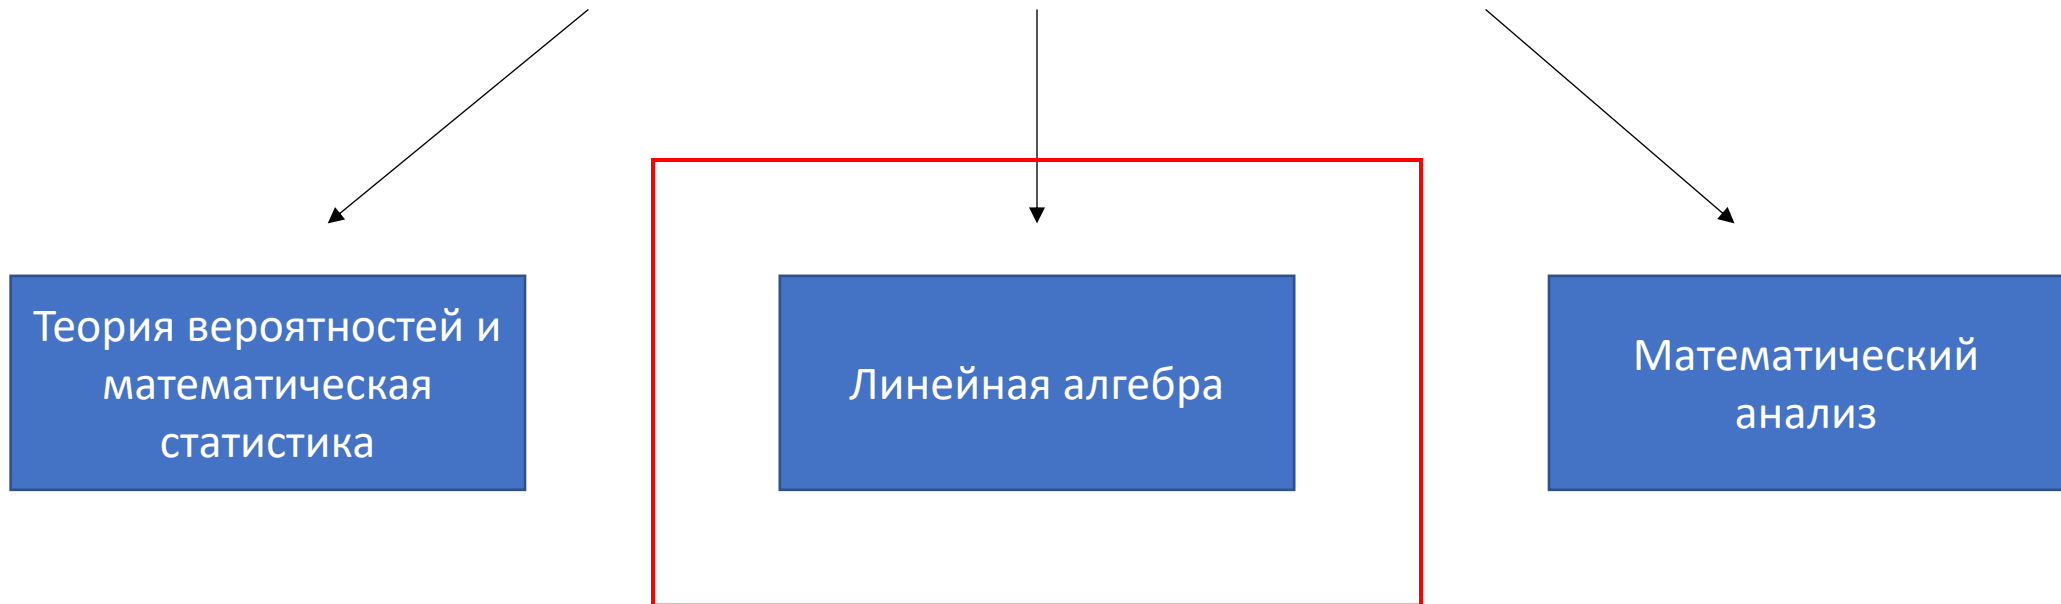 Теория вероятностей и
математическая
статистика
Линейная алгебра
Математический
анализ